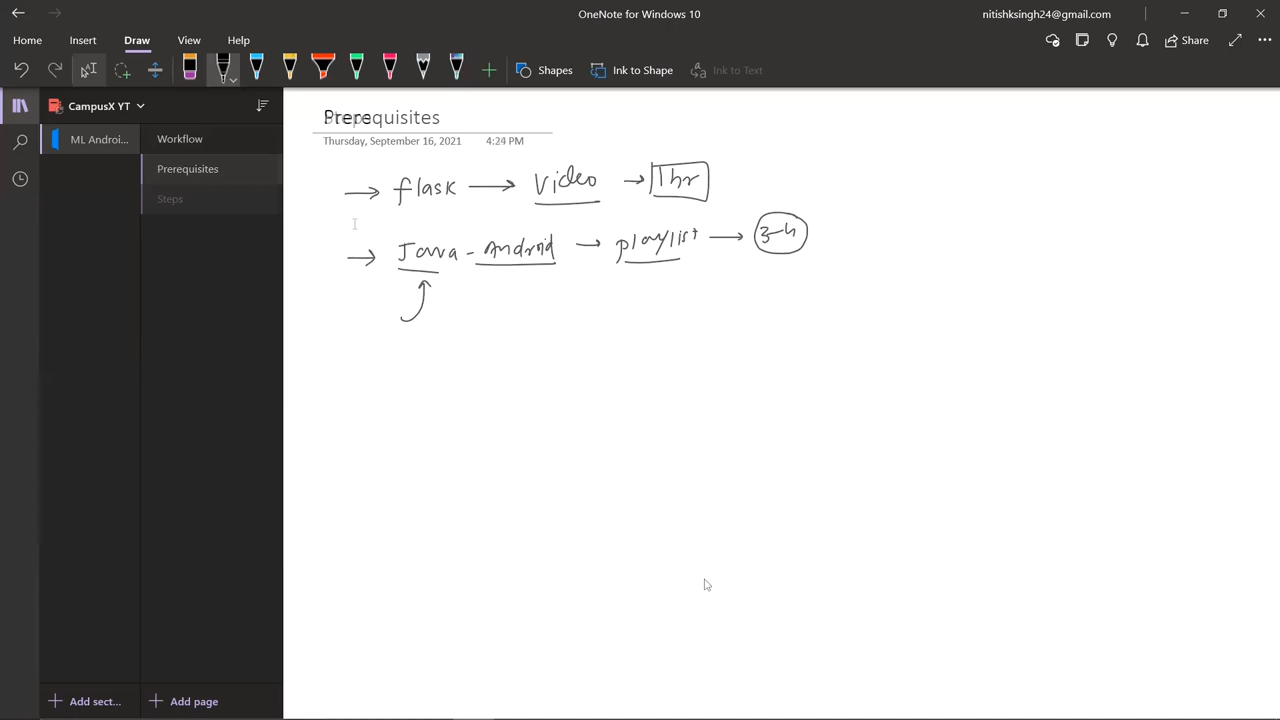 OneNote for Windows 10
nitishksingh24@gmail.com
Home
Insert
Draw
View
Help
Shapes
Ink to Shape
Ink to Text
Share
CampusX YT
ML Androi...
Workflow
Prerequisites
Steps
Prerequisites
Thursday, September 16, 2021 4:24 PM
→ flask → Video → 1hr
→ Java - Android → playlist → 3-4
Add sect...
Add page